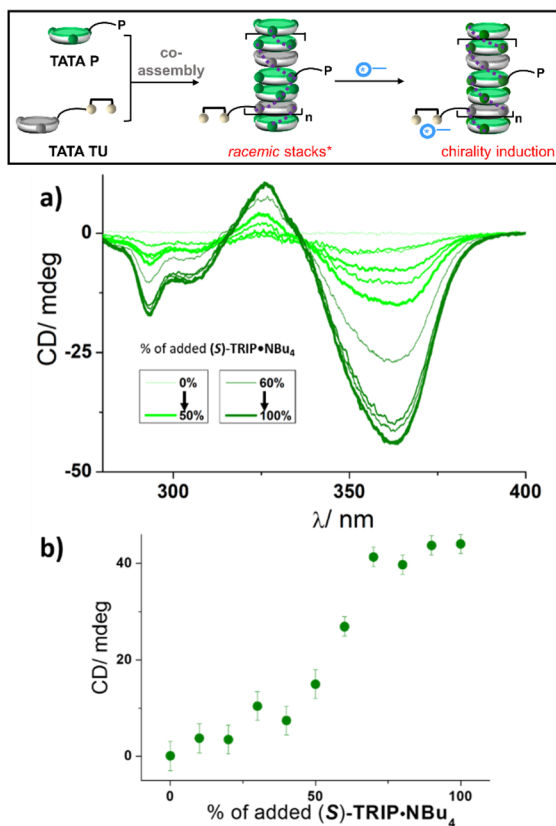 TATA P
P
TATA TU
co-
assembly
P
n
racemic stacks*
P
n
chirality induction
a)
CD/ mdeg
0
-25
-50
% of added (S)-TRIP•NBu4
0%
50%
60%
100%
300
350
400
λ/ nm
b)
CD/ mdeg
40
20
0
0
50
100
% of added (S)-TRIP•NBu4